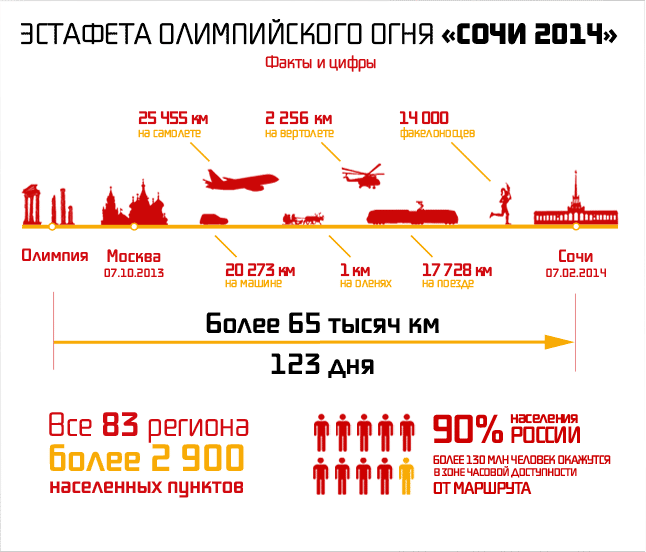 ЭСТАФЕТА ОЛИМПИЙСКОГО ОГНЯ «СОЧИ 2014»
Факты и цифры
25 455 км
на самолете
2 256 км
на вертолете
14 000
факелоносцев
Олимпия
Москва
07.10.2013
20 273 км
на машине
1 км
на оленях
17 728 км
на поезде
Сочи
07.02.2014
Более 65 тысяч км
123 дня
Все 83 региона
более 2 900
населенных пунктов
90% населения
РОССИИ
БОЛЕЕ 130 МЛН ЧЕЛОВЕК ОКАЖУТСЯ
В ЗОНЕ ЧАСОВОЙ ДОСТУПНОСТИ
ОТ МАРШРУТА